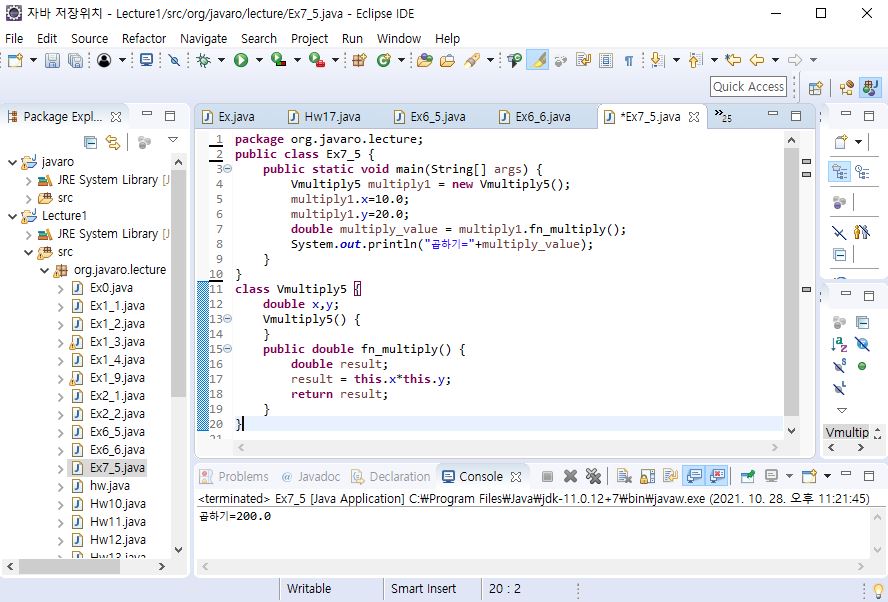 자바 저장위치 - Lecture1/src/org/javaro/lecture/Ex7_5.java - Eclipse IDE
File Edit Source Refactor Navigate Search Project Run Window Help
Quick Access
Package Expl...
Ex.java Hw17.java Ex6_5.java Ex6_6.java *Ex7_5.java »25
javaro
JRE System Library [J
src
Lecture1
JRE System Library [J
src
org.javaro.lecture
Ex0.java
Ex1_1.java
Ex1_2.java
Ex1_3.java
Ex1_4.java
Ex1_9.java
Ex2_1.java
Ex2_2.java
Ex6_5.java
Ex6_6.java
Ex7_5.java
hw.java
Hw10.java
Hw11.java
Hw12.java
Hw13.java
1 package org.javaro.lecture;
2 public class Ex7_5 {
3 public static void main(String[] args) {
4 Vmultiply5 multiply1 = new Vmultiply5();
5 multiply1.x=10.0;
6 multiply1.y=20.0;
7 double multiply_value = multiply1.fn_multiply();
8 System.out.println("곱하기="+multiply_value);
9 }
10 }
11 class Vmultiply5 {
12 double x,y;
13 Vmultiply5() {
14 }
15 public double fn_multiply() {
16 double result;
17 result = this.x*this.y;
18 return result;
19 }
20 }
21
Vmultip
Problems @ Javadoc Declaration Console
<terminated> Ex7_5 [Java Application] C:₩Program Files₩Java₩jdk-11.0.12+7₩bin₩javaw.exe (2021. 10. 28. 오후 11:21:45)
곱하기=200.0
Writable Smart Insert 20 : 2